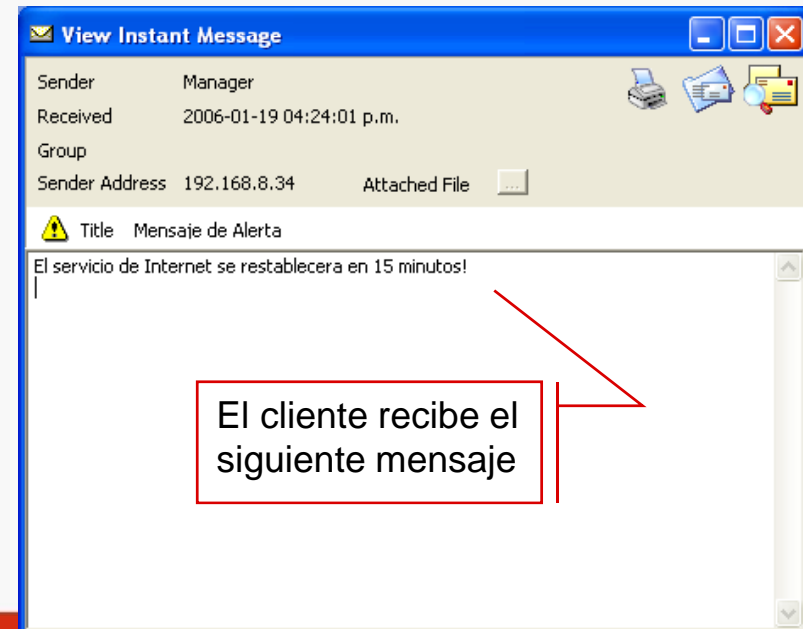 View Instant Message
Sender Manager
Received 2006-01-19 04:24:01 p.m.
Group
Sender Address 192.168.8.34 Attached File ...
Title Mensaje de Alerta
El servicio de Internet se restablecera en 15 minutos!
El cliente recibe el
siguiente mensaje